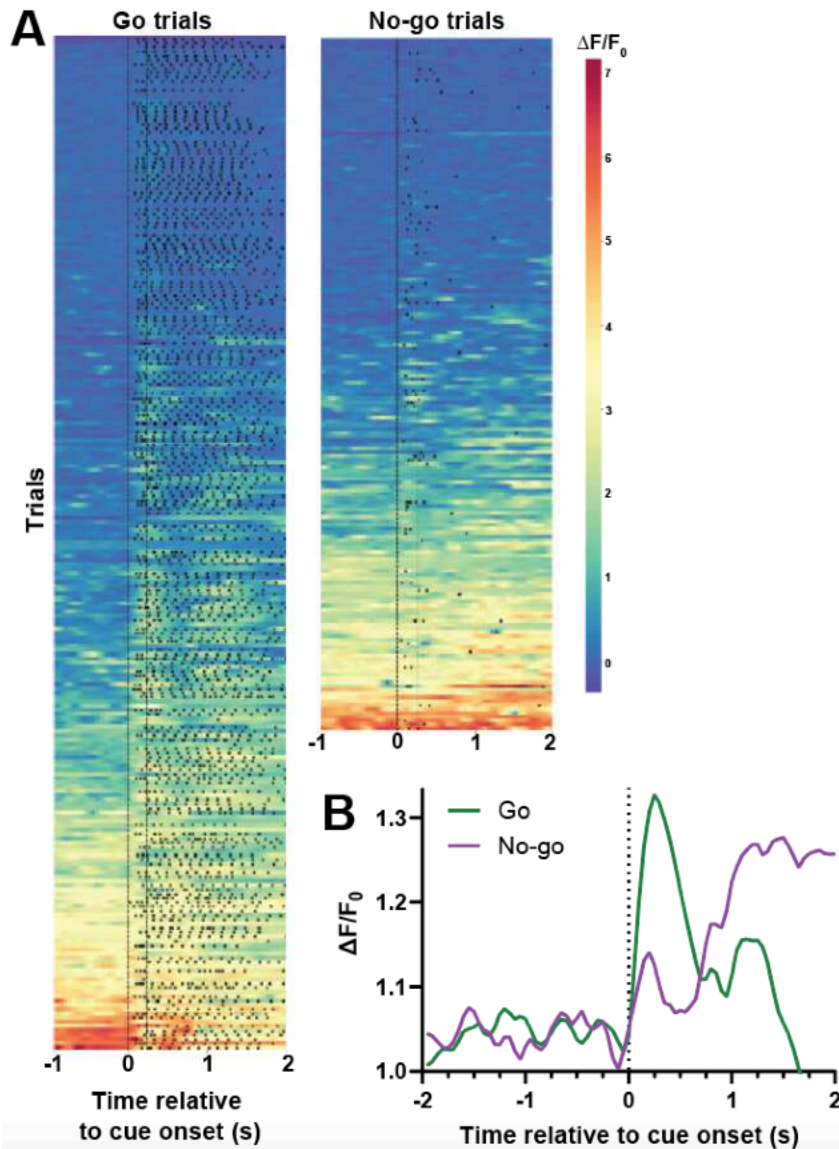 A
Go trials
No-go trials
ΔF/F0
7
6
5
4
3
2
1
0
Trials
-1
0
1
2
-1
0
1
2
Time relative
to cue onset (s)
B
Go
No-go
ΔF/F0
1.3
1.2
1.1
1.0
-2
-1
0
1
2
Time relative to cue onset (s)